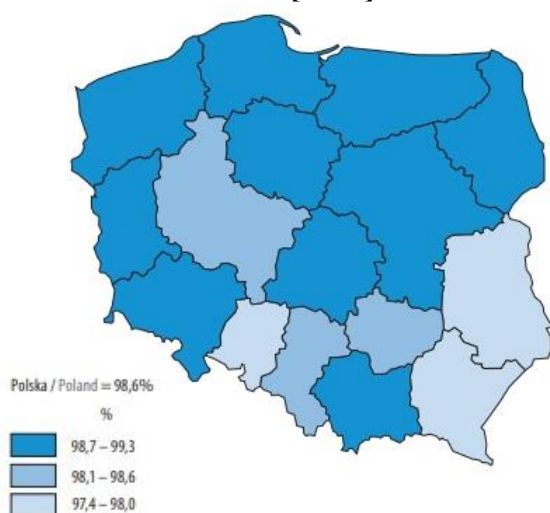 Polska / Poland = 98,6%
%
98,7 – 99,3
98,1 – 98,6
97,4 – 98,0